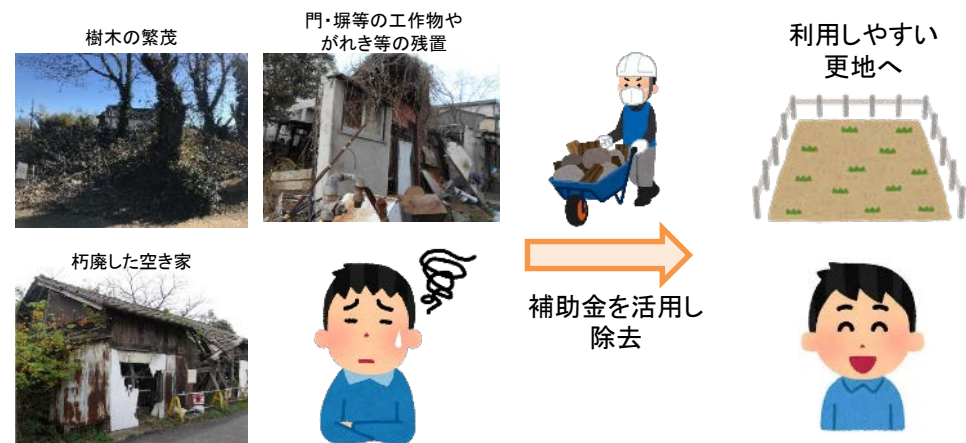 樹木の繁茂
門・塀等の工作物や
がれき等の残置
利用しやすい
更地へ
朽廃した空き家
補助金を活用し
除去